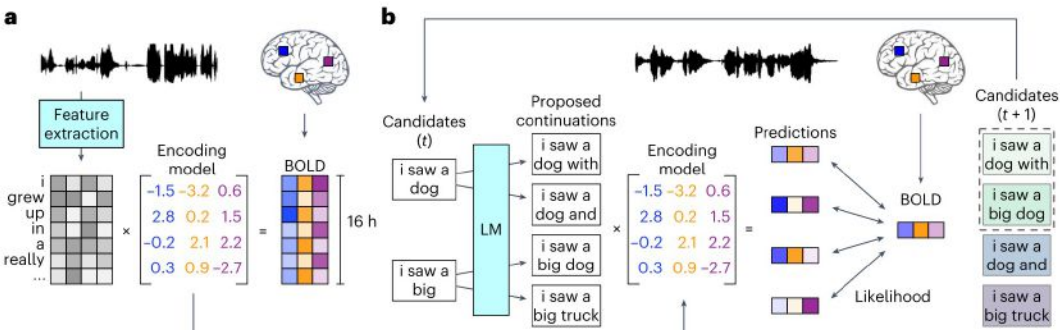 a
Feature
extraction
i
grew
up
in
a
really
...
×
Encoding
model
−1.5 −3.2 0.6
2.8 0.2 1.5
−0.2 2.1 2.2
0.3 0.9 −2.7
=
BOLD
16 h
b
Candidates
(t)
i saw a
dog
i saw a
big
LM
Proposed
continuations
i saw a
dog with
i saw a
dog and
i saw a
big dog
i saw a
big truck
×
Encoding
model
−1.5 −3.2 0.6
2.8 0.2 1.5
−0.2 2.1 2.2
0.3 0.9 −2.7
=
Predictions
Likelihood
BOLD
Candidates
(t + 1)
i saw a
dog with
i saw a
big dog
i saw a
dog and
i saw a
big truck